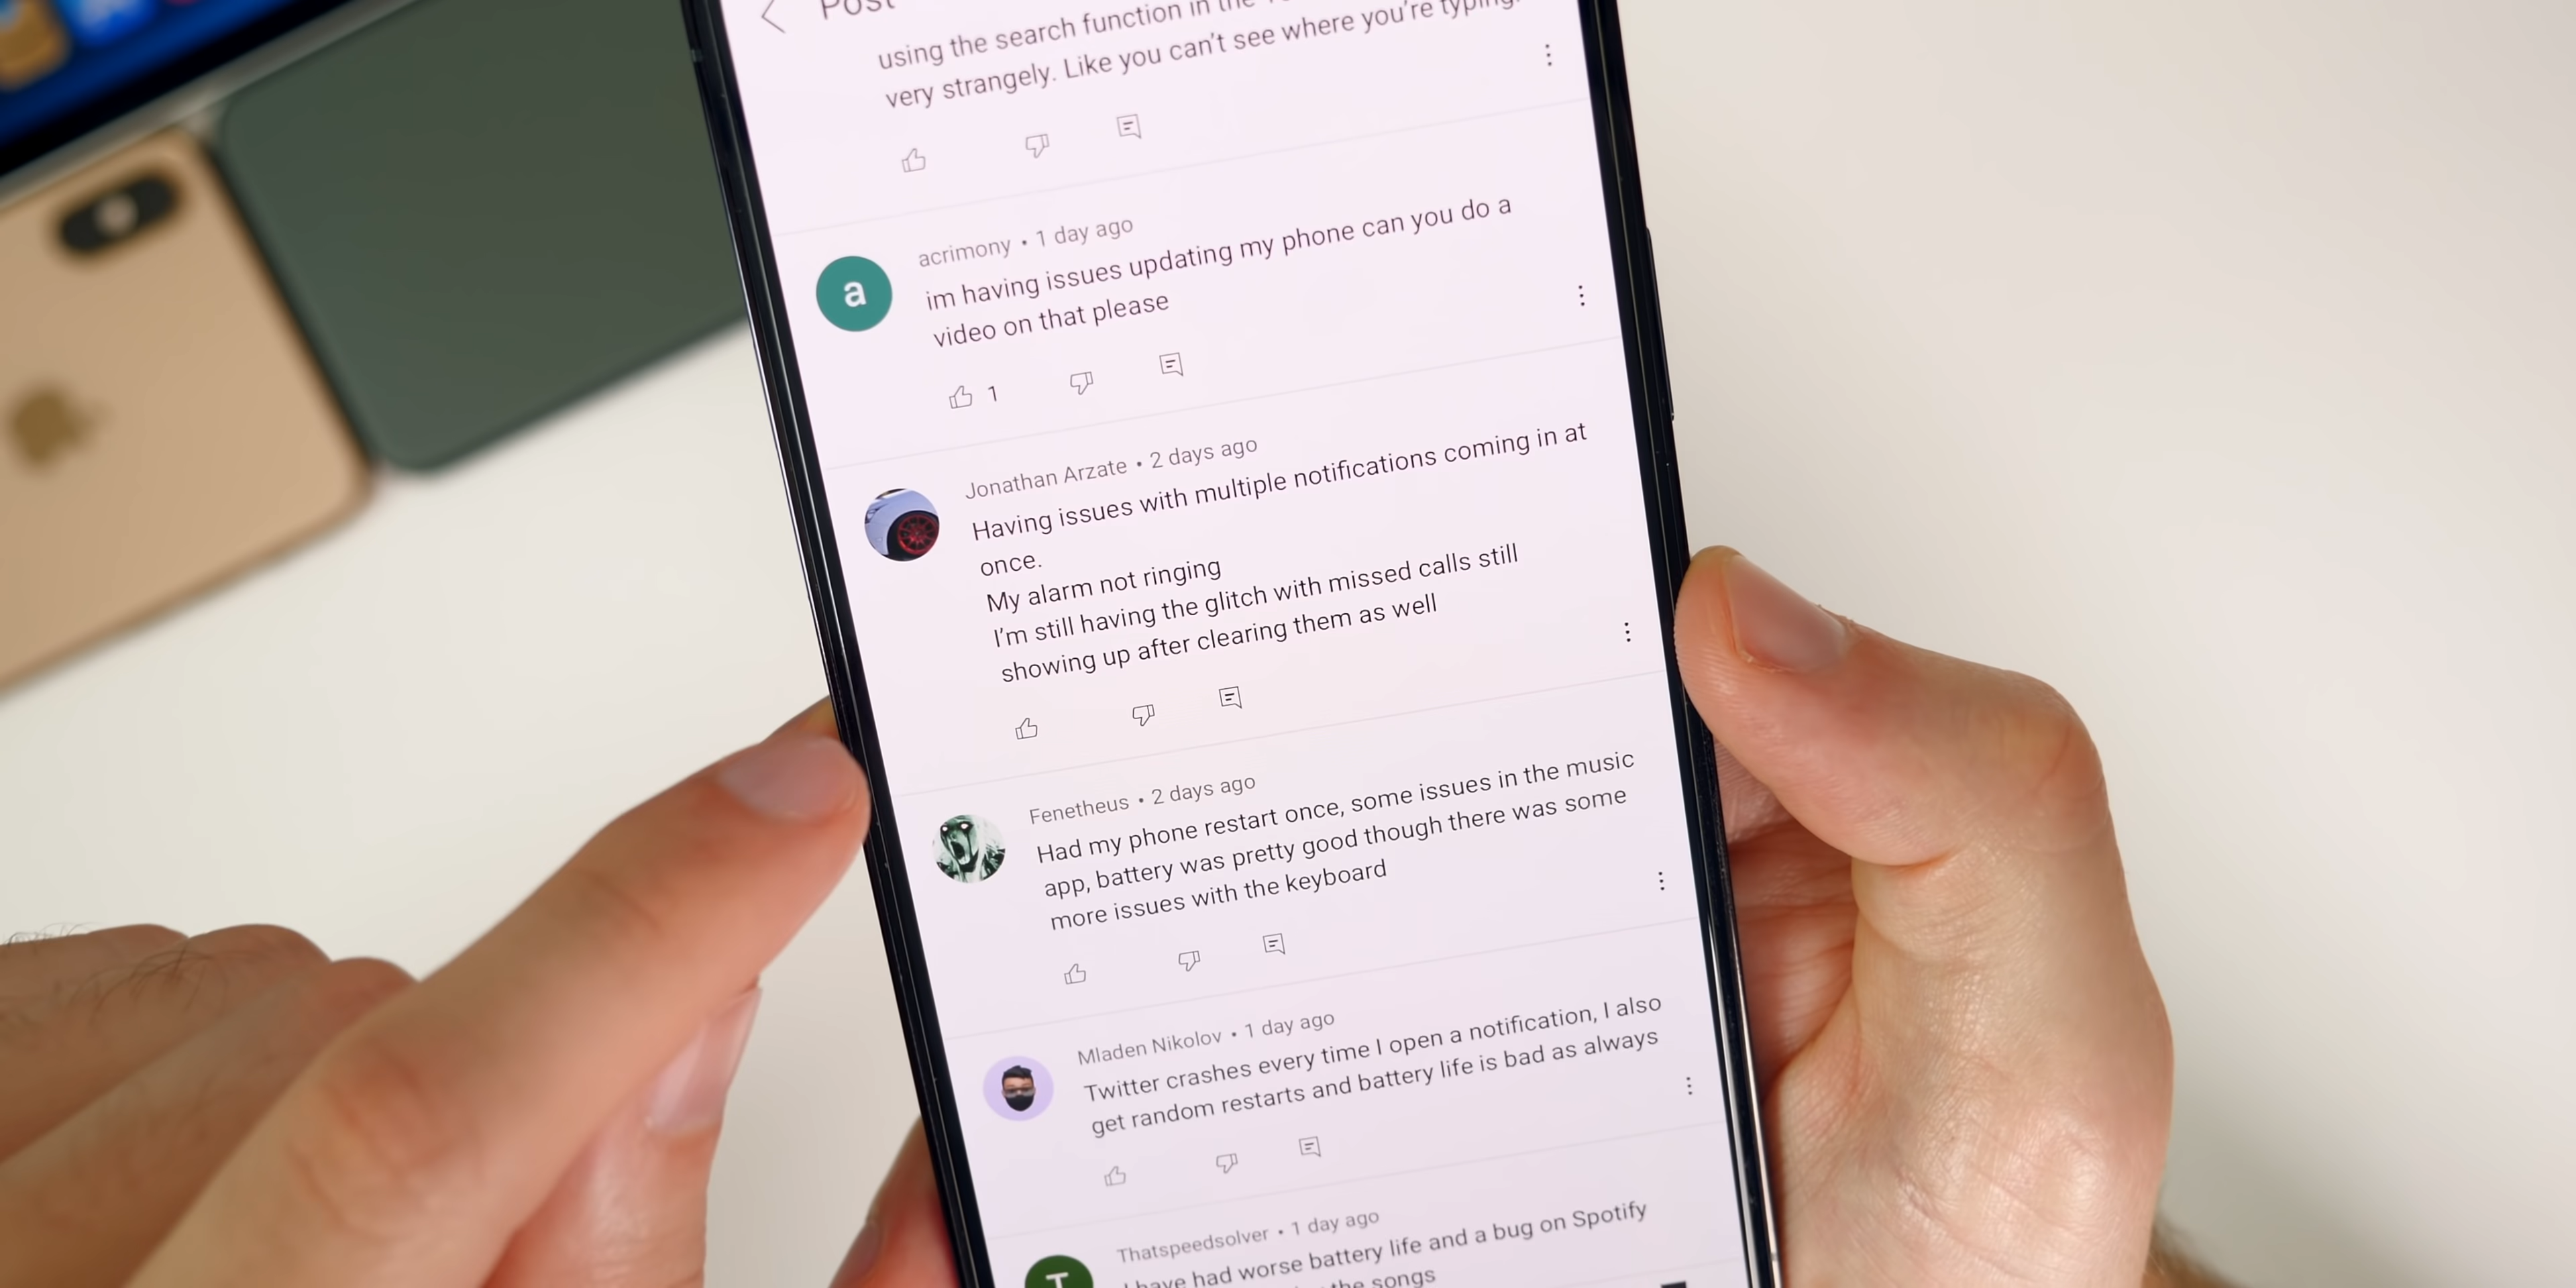 Post
using the search function in the
very strangely. Like you can't see where you're typing.
acrimony • 1 day ago
a
im having issues updating my phone can you do a
video on that please
1
Jonathan Arzate • 2 days ago
Having issues with multiple notifications coming in at
once.
My alarm not ringing
I'm still having the glitch with missed calls still
showing up after clearing them as well
Fenetheus • 2 days ago
Had my phone restart once, some issues in the music
app, battery was pretty good though there was some
more issues with the keyboard
Mladen Nikolov • 1 day ago
Twitter crashes every time I open a notification, I also
get random restarts and battery life is bad as always
Thatspeedsolver • 1 day ago
T
I have had worse battery life and a bug on Spotify
the songs